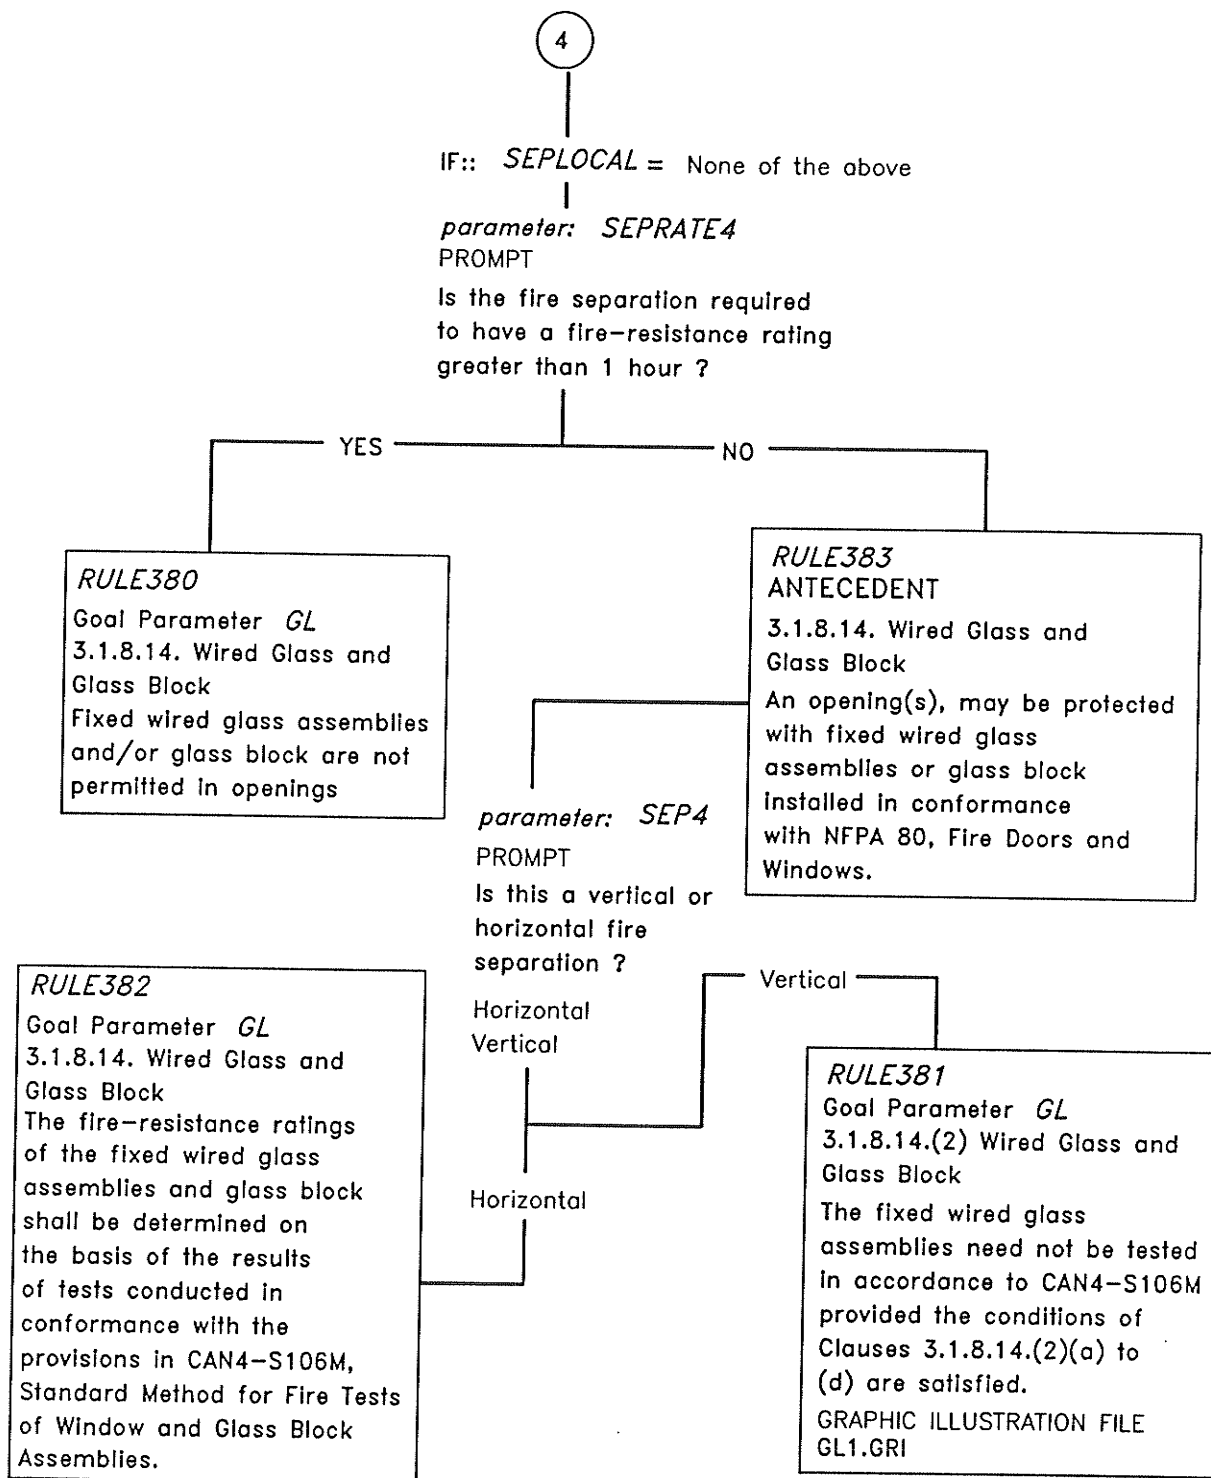 4
IF:: SEPLOCAL = None of the above
parameter: SEPRATE4
PROMPT
Is the fire separation required
to have a fire-resistance rating
greater than 1 hour ?
YES
NO
RULE380
Goal Parameter GL
3.1.8.14. Wired Glass and
Glass Block
Fixed wired glass assemblies
and/or glass block are not
permitted in openings
RULE383
ANTECEDENT
3.1.8.14. Wired Glass and
Glass Block
An opening(s), may be protected
with fixed wired glass
assemblies or glass block
installed in conformance
with NFPA 80, Fire Doors and
Windows.
parameter: SEP4
PROMPT
Is this a vertical or
horizontal fire
separation ?
Horizontal
Vertical
Vertical
Horizontal
RULE382
Goal Parameter GL
3.1.8.14. Wired Glass and
Glass Block
The fire-resistance ratings
of the fixed wired glass
assemblies and glass block
shall be determined on
the basis of the results
of tests conducted in
conformance with the
provisions in CAN4-S106M,
Standard Method for Fire Tests
of Window and Glass Block
Assemblies.
RULE381
Goal Parameter GL
3.1.8.14.(2) Wired Glass and
Glass Block
The fixed wired glass
assemblies need not be tested
in accordance to CAN4-S106M
provided the conditions of
Clauses 3.1.8.14.(2)(a) to
(d) are satisfied.
GRAPHIC ILLUSTRATION FILE
GL1.GRI